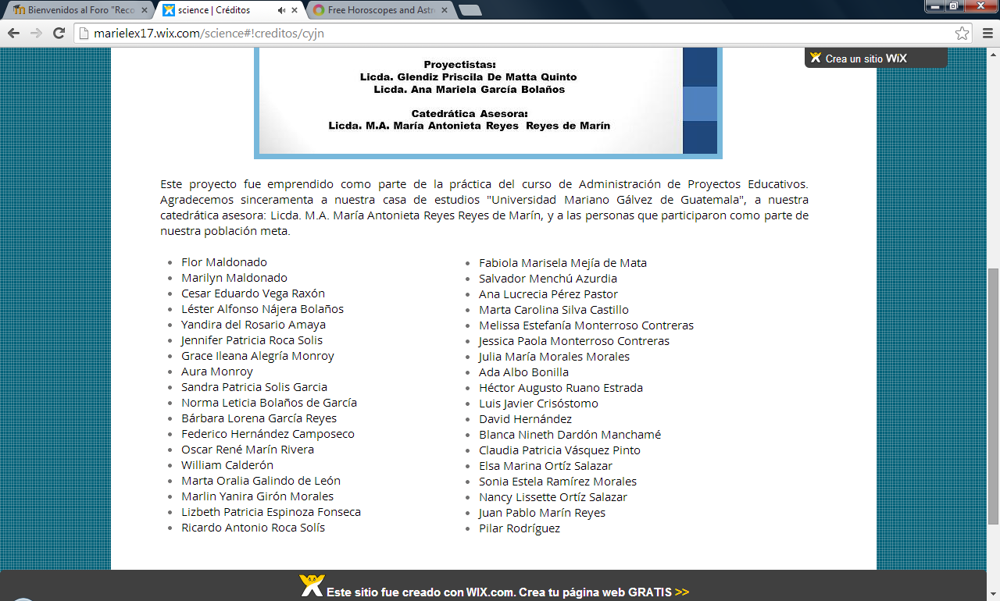 Bienvenidos al Foro "Reco
science | Créditos
Free Horoscopes and Astr
marielex17.wix.com/science#!creditos/cyjn
Crea un sitio WiX
Proyectistas:
Licda. Glendiz Priscila De Matta Quinto
Licda. Ana Mariela García Bolaños
Catedrática Asesora:
Licda. M.A. María Antonieta Reyes Reyes de Marín
Este proyecto fue emprendido como parte de la práctica del curso de Administración de Proyectos Educativos.
Agradecemos sinceramenta a nuestra casa de estudios "Universidad Mariano Gálvez de Guatemala", a nuestra
catedrática asesora: Licda. M.A. María Antonieta Reyes Reyes de Marín, y a las personas que participaron como parte de
nuestra población meta.
Flor Maldonado
Marilyn Maldonado
Cesar Eduardo Vega Raxón
Léster Alfonso Nájera Bolaños
Yandira del Rosario Amaya
Jennifer Patricia Roca Solis
Grace Ileana Alegría Monroy
Aura Monroy
Sandra Patricia Solis Garcia
Norma Leticia Bolaños de García
Bárbara Lorena García Reyes
Federico Hernández Camposeco
Oscar René Marín Rivera
William Calderón
Marta Oralia Galindo de León
Marlin Yanira Girón Morales
Lizbeth Patricia Espinoza Fonseca
Ricardo Antonio Roca Solís
Fabiola Marisela Mejía de Mata
Salvador Menchú Azurdia
Ana Lucrecia Pérez Pastor
Marta Carolina Silva Castillo
Melissa Estefanía Monterroso Contreras
Jessica Paola Monterroso Contreras
Julia María Morales Morales
Ada Albo Bonilla
Héctor Augusto Ruano Estrada
Luis Javier Crisóstomo
David Hernández
Blanca Nineth Dardón Manchamé
Claudia Patricia Vásquez Pinto
Elsa Marina Ortíz Salazar
Sonia Estela Ramírez Morales
Nancy Lissette Ortíz Salazar
Juan Pablo Marín Reyes
Pilar Rodríguez
Este sitio fue creado con WIX.com. Crea tu página web GRATIS >>